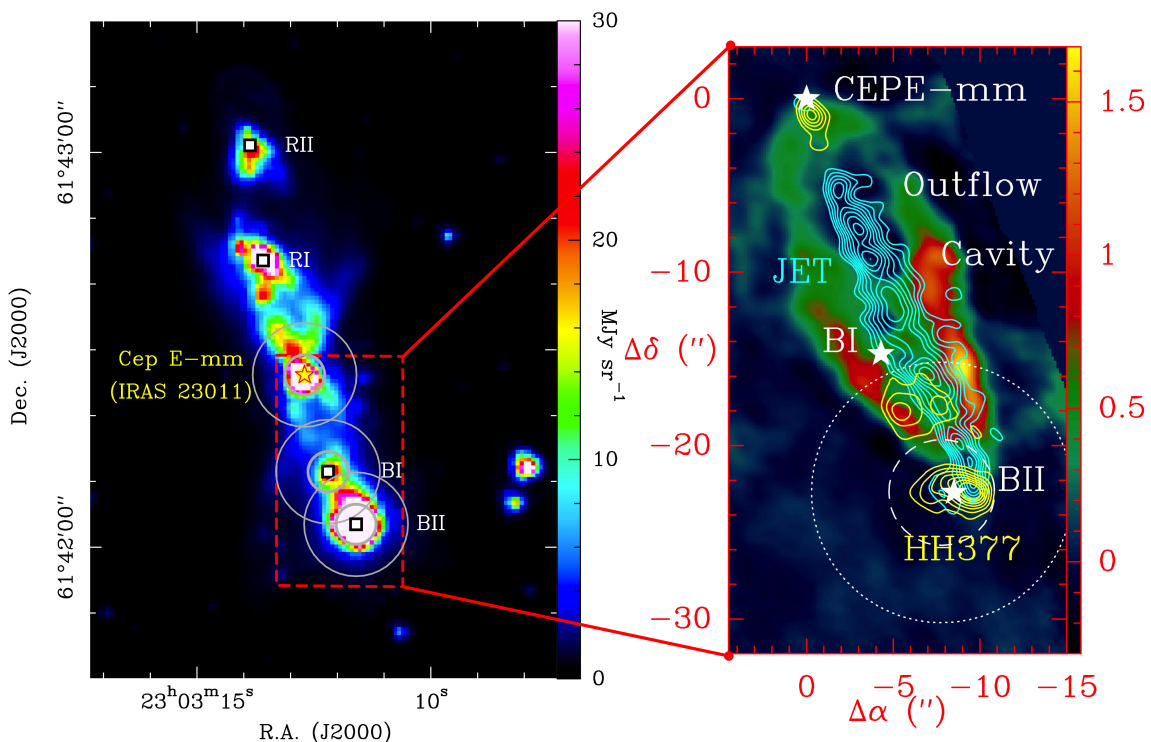 RII
RI
Cep E-mm
(IRAS 23011)
BI
BII
61°43'00"
61°42'00"
Dec. (J2000)
23ʰ03ᵐ15ˢ
10ˢ
R.A. (J2000)
30
20
10
0
MJy sr⁻¹
CEPE-mm
Outflow
Cavity
JET
BI
BII
HH377
0
-10
-20
-30
Δδ (")
0
-5
-10
-15
Δα (")
1.5
1
0.5
0